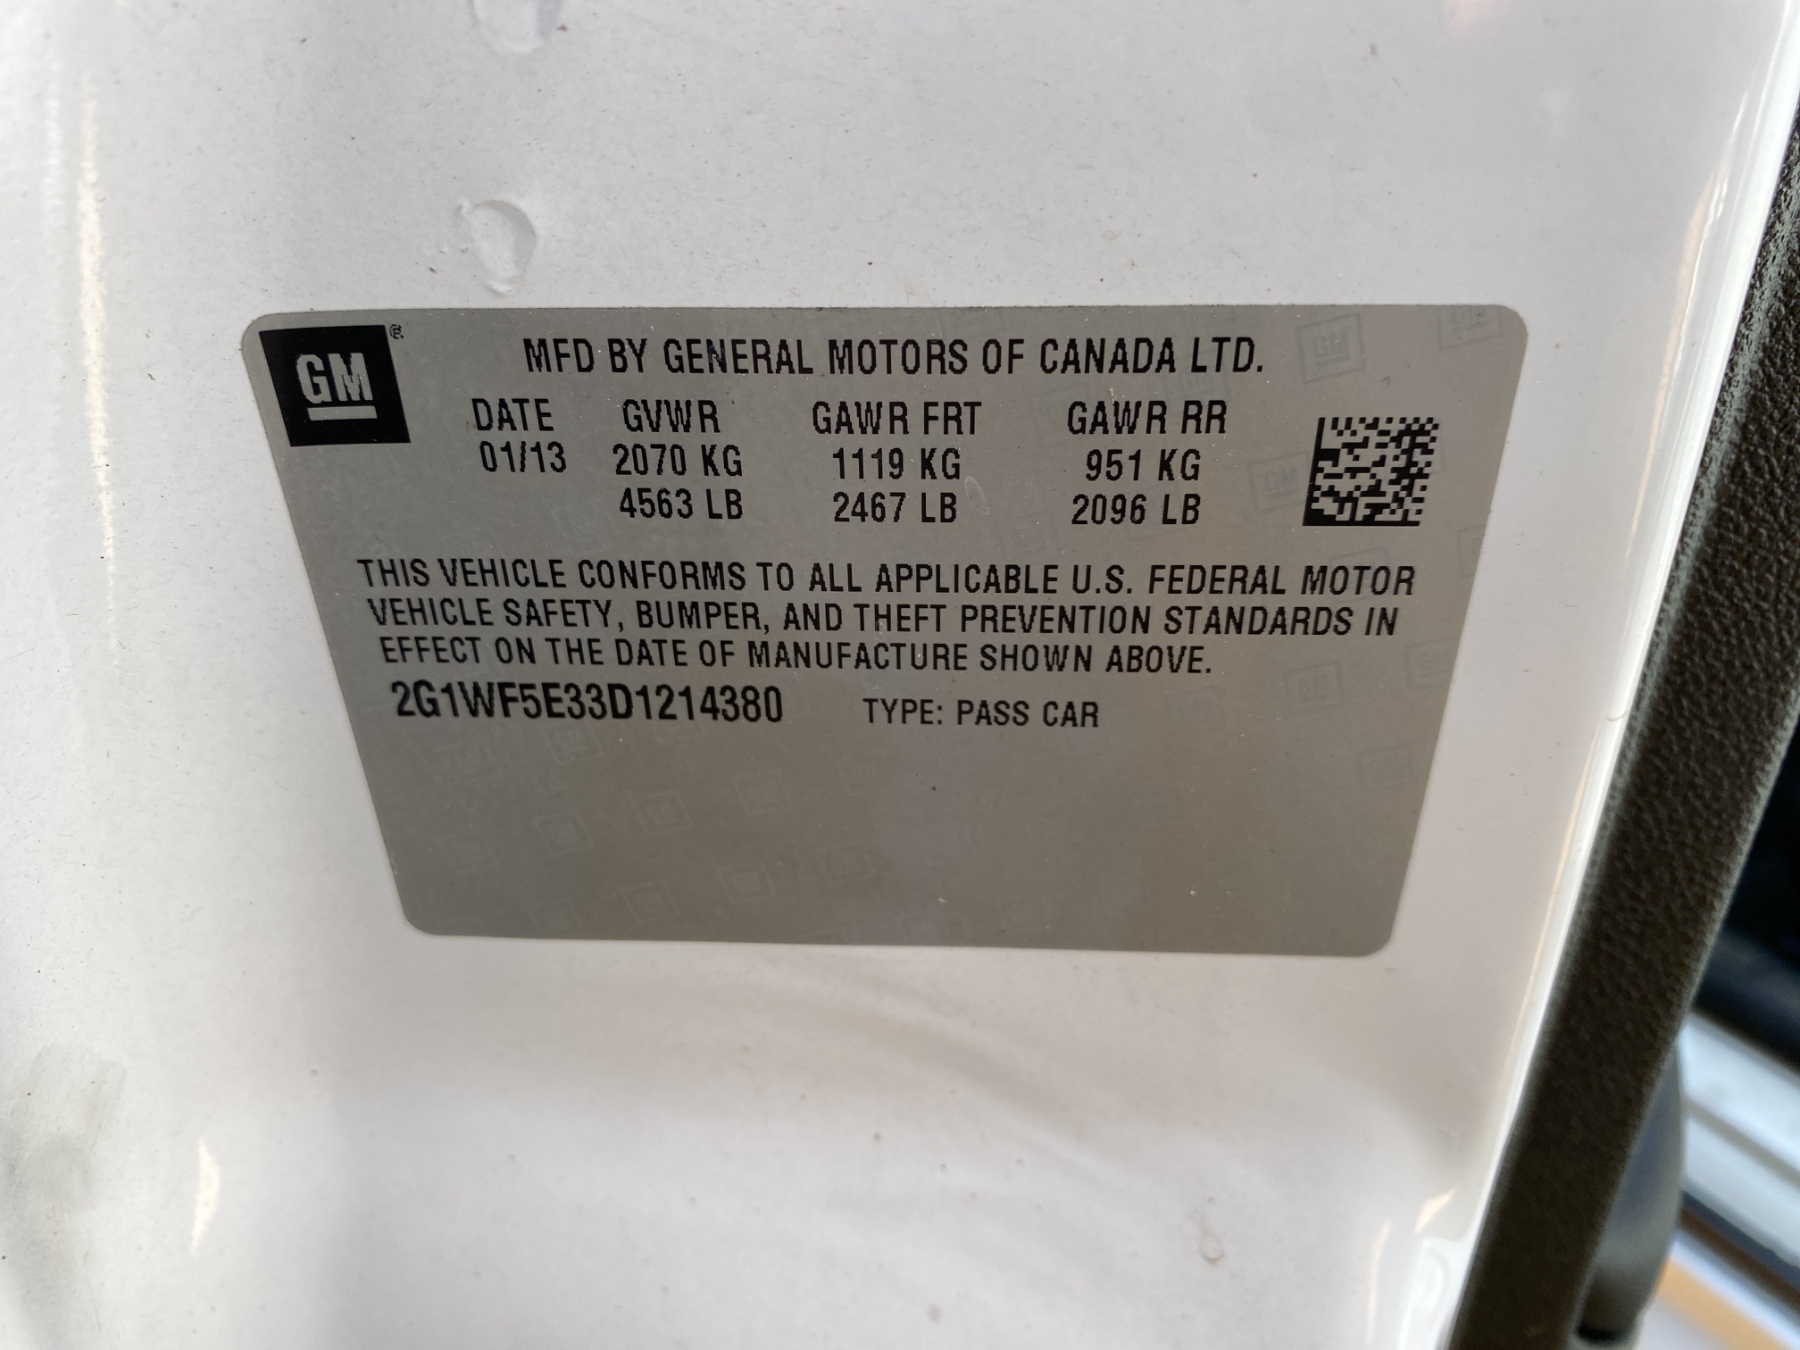 GM®
MFD BY GENERAL MOTORS OF CANADA LTD.
DATE GVWR GAWR FRT GAWR RR
01/13 2070 KG 1119 KG 951 KG
4563 LB 2467 LB 2096 LB
THIS VEHICLE CONFORMS TO ALL APPLICABLE U.S. FEDERAL MOTOR
VEHICLE SAFETY, BUMPER, AND THEFT PREVENTION STANDARDS IN
EFFECT ON THE DATE OF MANUFACTURE SHOWN ABOVE.
2G1WF5E33D1214380 TYPE: PASS CAR